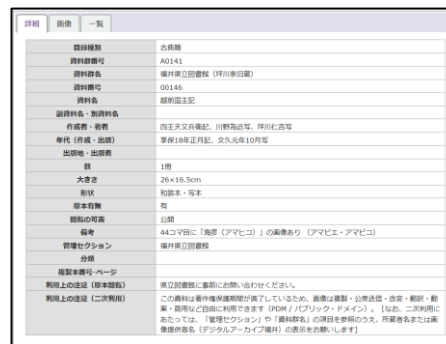 詳細 画像 一覧
目録種別 古典籍
資料群番号 A0141
資料群名 福井県立図書館（坪川家旧蔵）
資料番号 00146
資料名 越前国主記
副資料名・別資料名
作成者・著者 四王天又兵衛記、川野為近写、坪川仁吉写
年代（作成・出版） 享保18年正月記、文久元年10月写
出版地・出版者
数 1冊
大きさ 26×16.5cm
形状 和装本・写本
原本有無 有
閲覧の可否 公開
備考 44コマ目に「海彦（アマヒコ）」の画像あり （アマビエ・アマビコ）
管理セクション 福井県立図書館
分類
複製本番号-ページ
利用上の注記（原本閲覧） 県立図書館に事前にお問い合わせください。
利用上の注記（二次利用） この資料は著作権保護期間が満了しているため、画像は複製・公衆送信・改変・翻訳・翻
案・商用など自由に利用できます（PDM / パブリック・ドメイン）。［なお、二次利用に
あたっては、「管理セクション」や「資料群名」の項目を参照のうえ、所蔵者名または画
像提供者名（デジタルアーカイブ福井）の表示をお願いします］